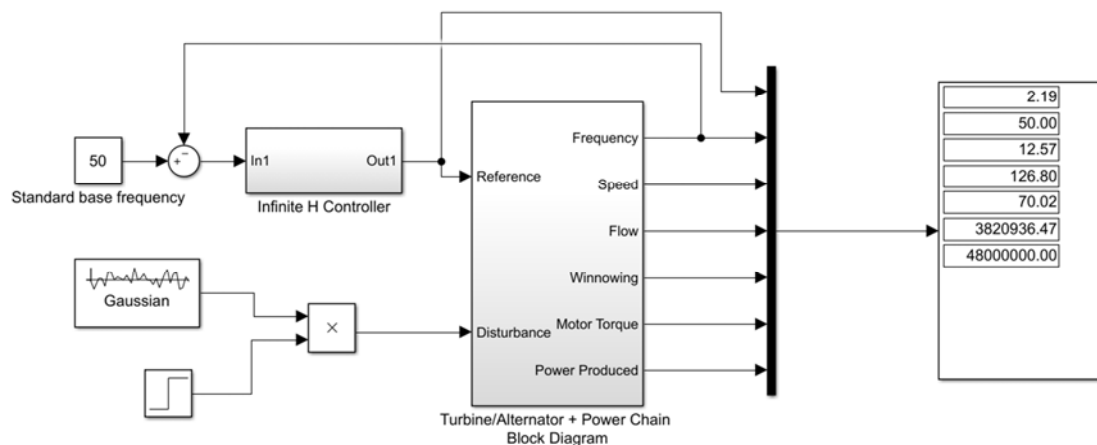 50
Standard base frequency
+
−
In1
Out1
Infinite H Controller
Gaussian
×
Reference
Disturbance
Frequency
Speed
Flow
Winnowing
Motor Torque
Power Produced
Turbine/Alternator + Power Chain
Block Diagram
2.19
50.00
12.57
126.80
70.02
3820936.47
48000000.00